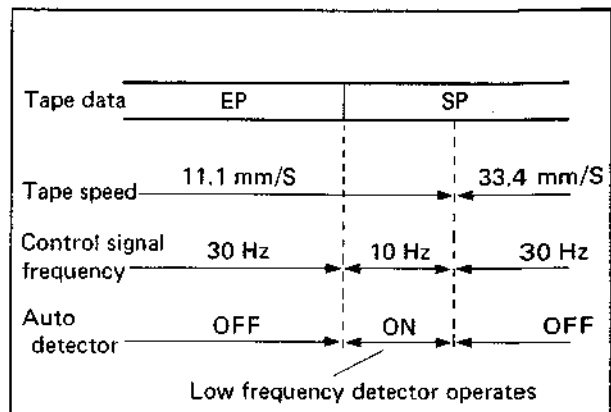 Tape data EP SP
Tape speed 11.1 mm/S 33.4 mm/S
Control signal
frequency 30 Hz 10 Hz 30 Hz
Auto
detector OFF ON OFF
Low frequency detector operates